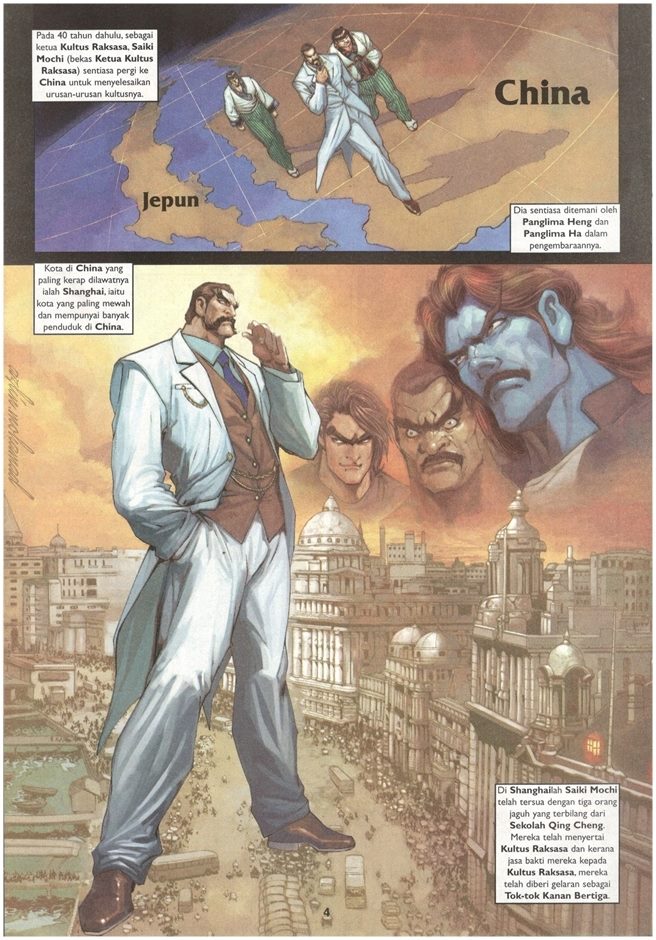 Pada 40 tahun dahulu, sebagai
ketua Kultus Raksasa, Saiki
Mochi (bekas Ketua Kultus
Raksasa) sentiasa pergi ke
China untuk menyelesaikan
urusan-urusan kultusnya.
China
Jepun
Dia sentiasa ditemani oleh
Panglima Heng dan
Panglima Ha dalam
pengembaraannya.
Kota di China yang
paling kerap dilawatnya
ialah Shanghai, iaitu
kota yang paling mewah
dan mempunyai banyak
penduduk di China.
Di Shanghailah Saiki Mochi
telah tersua dengan tiga orang
jaguh yang terbilang dari
Sekolah Qing Cheng.
Mereka telah menyertai
Kultus Raksasa dan kerana
jasa bakti mereka kepada
Kultus Raksasa, mereka
telah diberi gelaran sebagai
Tok-tok Kanan Bertiga.
4